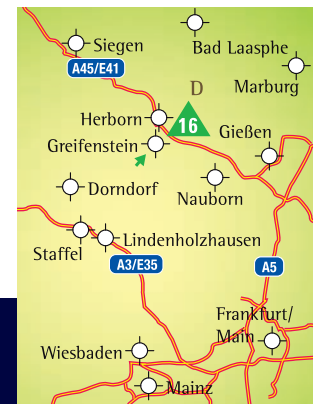 Siegen
Bad Laasphe
A45/E41
Marburg
D
Herborn
16
Gießen
Greifenstein
Dorndorf
Nauborn
Staffel
Lindenholzhausen
A3/E35
A5
Frankfurt/
Main
Wiesbaden
Mainz